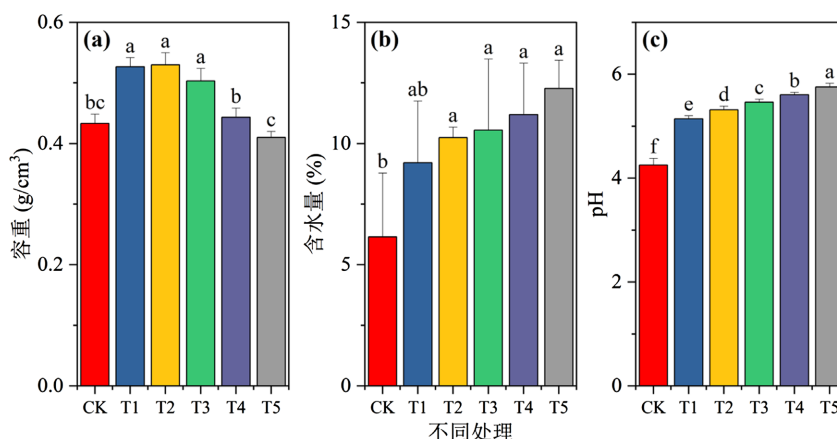 (a)
容重 (g/cm³)
0.6
0.4
0.2
0.0
bc
a
a
a
b
c
CK T1 T2 T3 T4 T5
(b)
含水量 (%)
15
10
5
0
b
ab
a
a
a
a
CK T1 T2 T3 T4 T5
不同处理
(c)
pH
6
4
2
0
f
e
d
c
b
a
CK T1 T2 T3 T4 T5